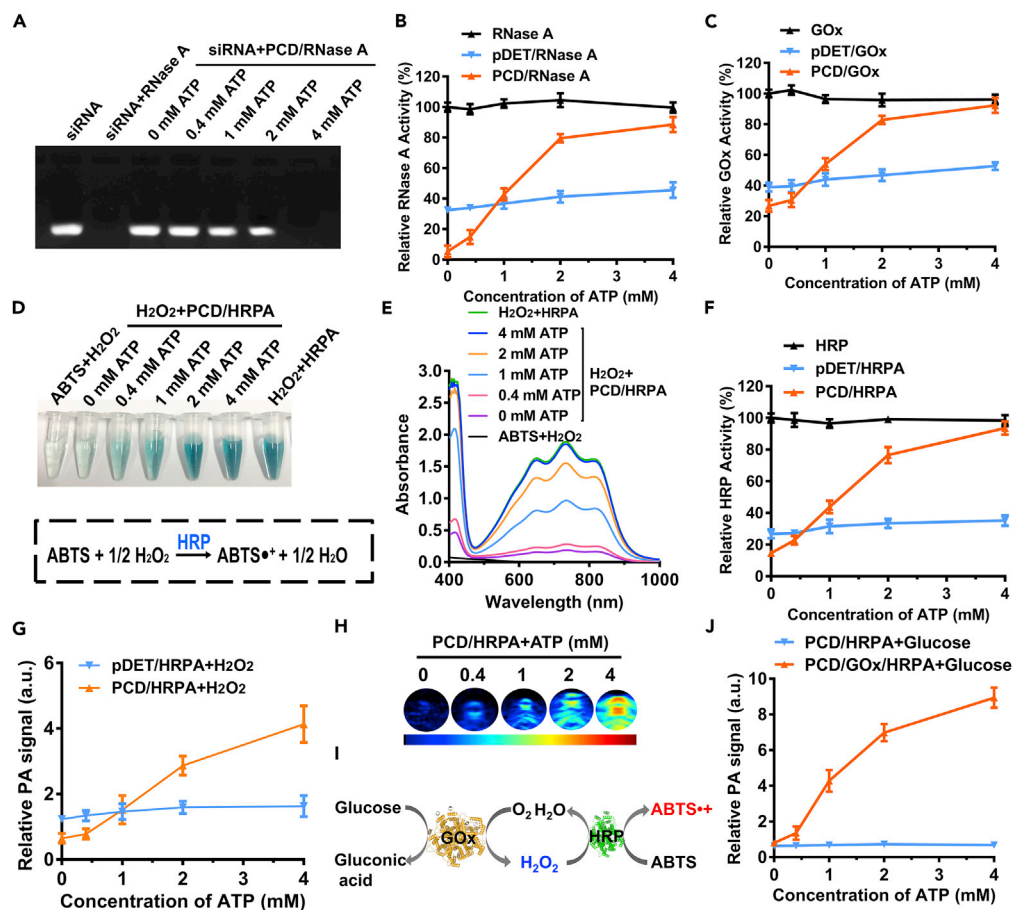 A
siRNA+PCD/RNase A
siRNA
siRNA+RNase A
0 mM ATP
0.4 mM ATP
1 mM ATP
2 mM ATP
4 mM ATP
B
RNase A
pDET/RNase A
PCD/RNase A
Relative RNase A Activity (%)
120
100
80
60
40
20
0
0 1 2 3 4
Concentration of ATP (mM)
C
GOx
pDET/GOx
PCD/GOx
Relative GOx Activity (%)
120
100
80
60
40
20
0
0 1 2 3 4
Concentration of ATP (mM)
D
H2O2+PCD/HRPA
ABTS+H2O2
0 mM ATP
0.4 mM ATP
1 mM ATP
2 mM ATP
4 mM ATP
H2O2+HRPA
HRP
ABTS + 1/2 H2O2 → ABTS•+ + 1/2 H2O
E
H2O2+HRPA
4 mM ATP
2 mM ATP
1 mM ATP
0.4 mM ATP
0 mM ATP
ABTS+H2O2
H2O2+
PCD/HRPA
Absorbance
3.0
2.5
2.0
1.5
1.0
0.5
0.0
400 600 800 1000
Wavelength (nm)
F
HRP
pDET/HRPA
PCD/HRPA
Relative HRP Activity (%)
120
100
80
60
40
20
0
0 1 2 3 4
Concentration of ATP (mM)
G
pDET/HRPA+H2O2
PCD/HRPA+H2O2
Relative PA signal (a.u.)
6
4
2
0
0 1 2 3 4
Concentration of ATP (mM)
H
PCD/HRPA+ATP (mM)
0 0.4 1 2 4
I
Glucose
O2 H2O
ABTS•+
GOx
HRP
Gluconic
acid
H2O2
ABTS
J
PCD/HRPA+Glucose
PCD/GOx/HRPA+Glucose
Relative PA signal (a.u.)
10
8
6
4
2
0
0 1 2 3 4
Concentration of ATP (mM)